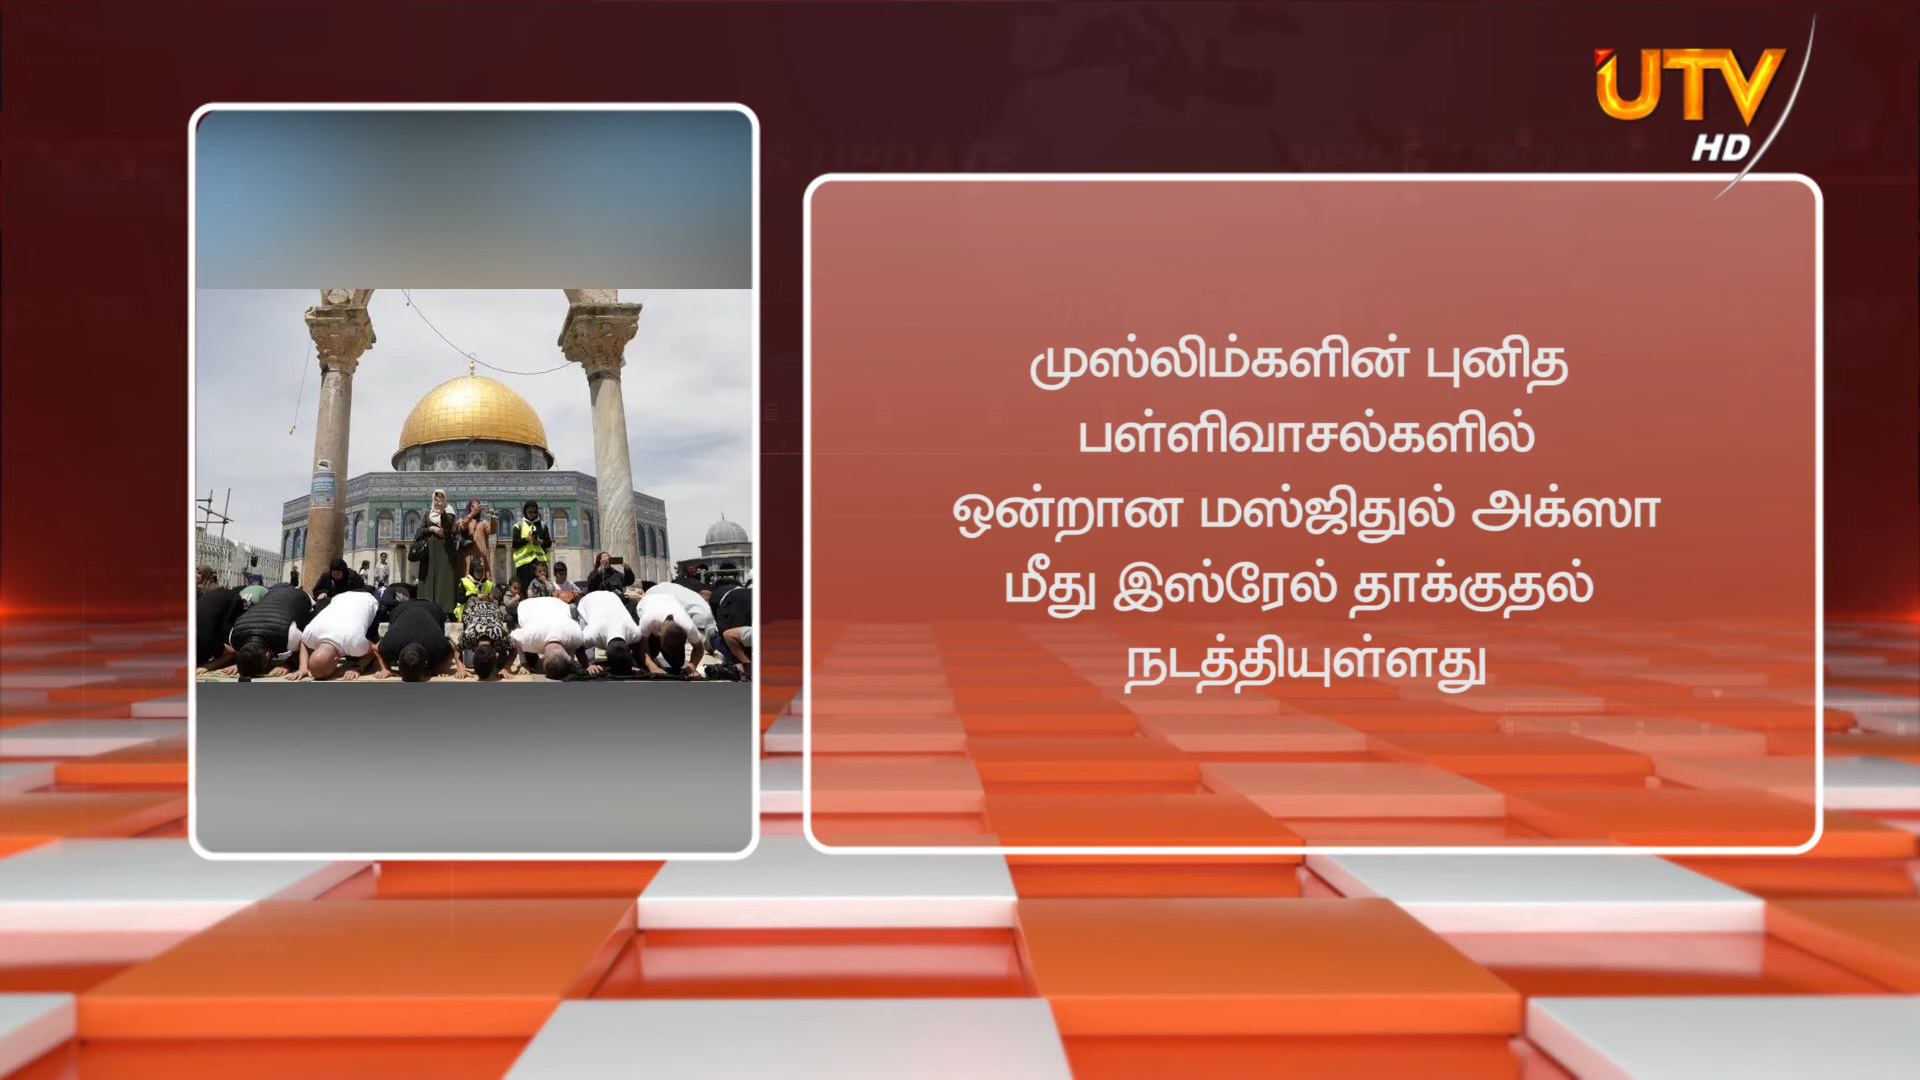 UTV
HD
முஸ்லிம்களின் புனித
பள்ளிவாசல்களில்
ஒன்றான மஸ்ஜிதுல் அக்ஸா
மீது இஸ்ரேல் தாக்குதல்
நடத்தியுள்ளது